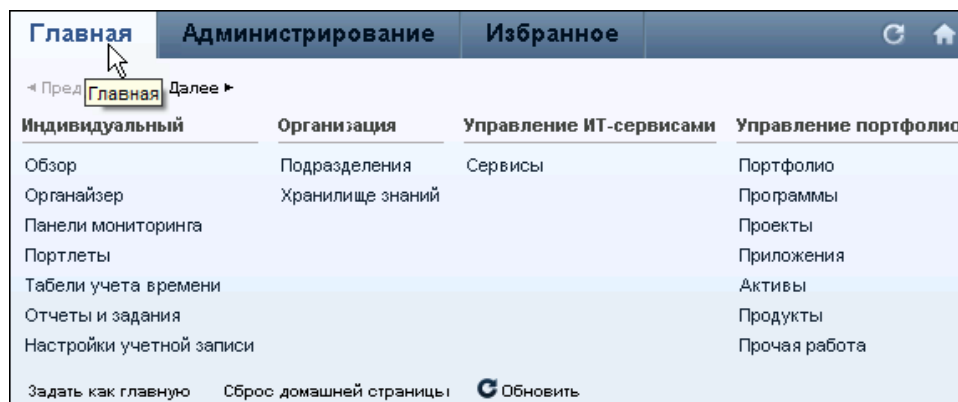 Главная Администрирование Избранное
◄ Пред Главная Далее ►
Индивидуальный Организация Управление ИТ-сервисами Управление портфолио
Обзор Подразделения Сервисы Портфолио
Органайзер Хранилище знаний Программы
Панели мониторинга Проекты
Портлеты Приложения
Табели учета времени Активы
Отчеты и задания Продукты
Настройки учетной записи Прочая работа
Задать как главную Сброс домашней страницы Обновить